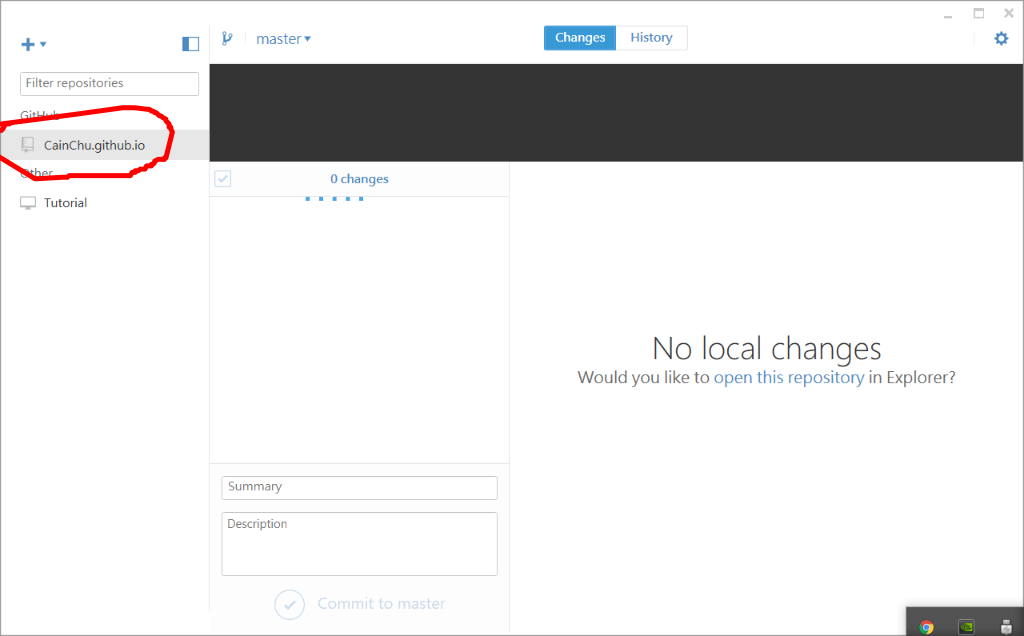 master
Changes
History
Filter repositories
GitHub
CainChu.github.io
Other
Tutorial
0 changes
No local changes
Would you like to open this repository in Explorer?
Summary
Description
Commit to master